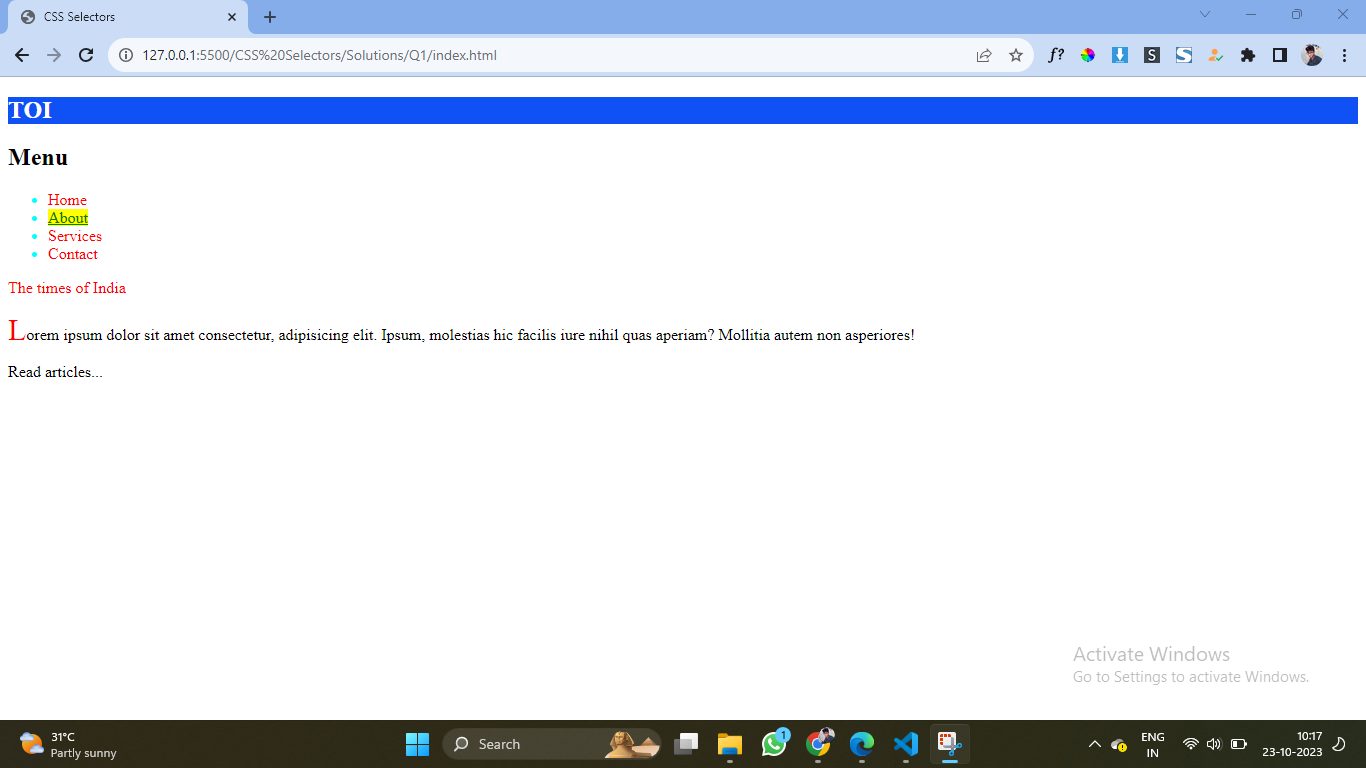 CSS Selectors
127.0.0.1:5500/CSS%20Selectors/Solutions/Q1/index.html
f?
S
S
TOI
Menu
Home
About
Services
Contact
The times of India
Lorem ipsum dolor sit amet consectetur, adipisicing elit. Ipsum, molestias hic facilis iure nihil quas aperiam? Mollitia autem non asperiores!
Read articles...
Activate Windows
Go to Settings to activate Windows.
31°C
Partly sunny
Search
1
ENG
IN
10:17
23-10-2023